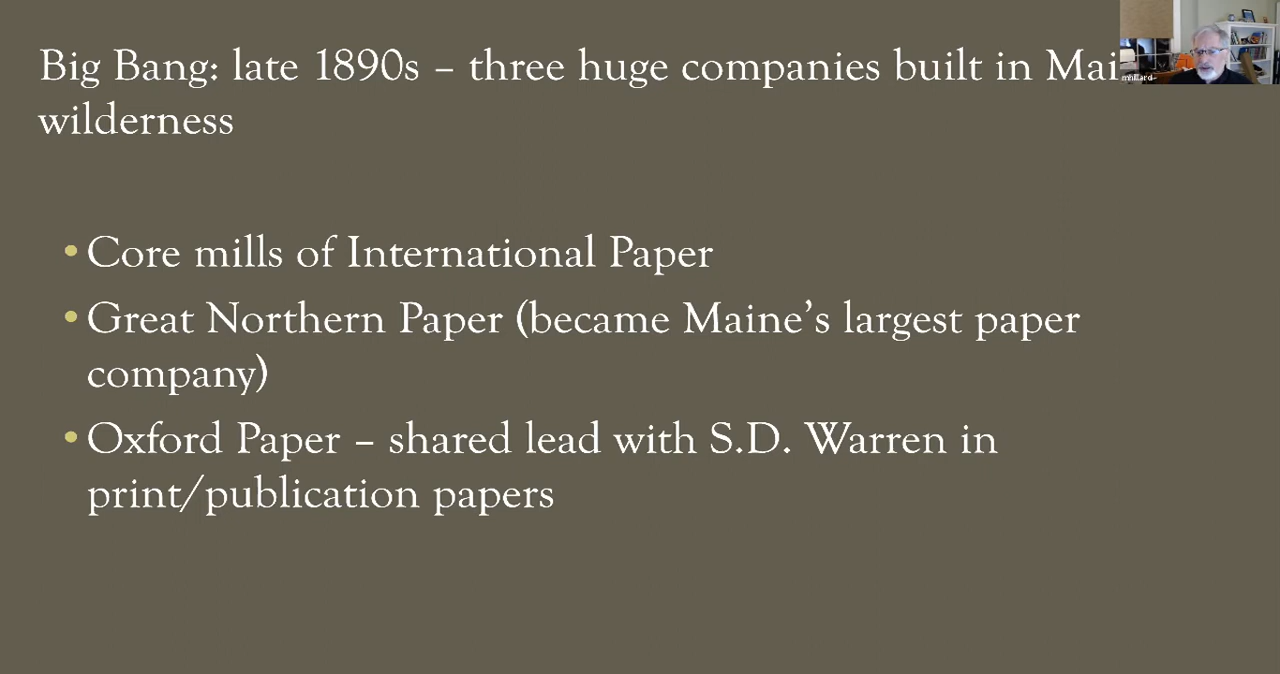 Big Bang: late 1890s – three huge companies built in Mai
wilderness
mhillard
• Core mills of International Paper
• Great Northern Paper (became Maine's largest paper
company)
• Oxford Paper – shared lead with S.D. Warren in
print/publication papers